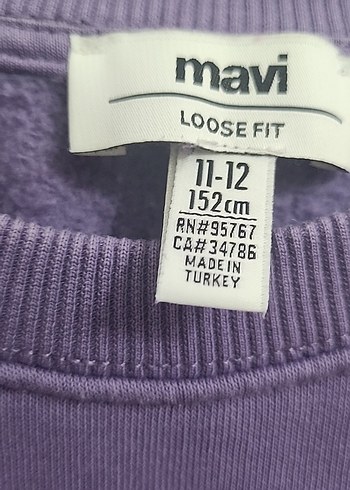 mavi
LOOSE FIT
11-12
152cm
RN#95767
CA#34786
MADE IN
TURKEY